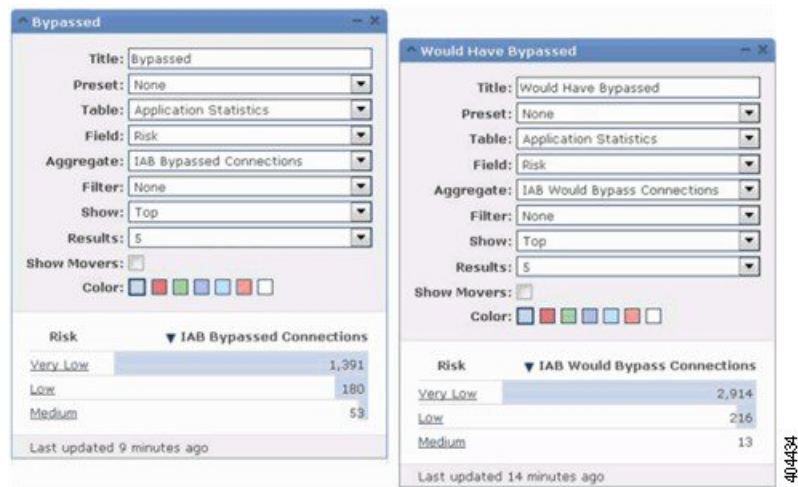 Bypassed
Title: Bypassed
Preset: None
Table: Application Statistics
Field: Risk
Aggregate: IAB Bypassed Connections
Filter: None
Show: Top
Results: 5
Show Movers:
Color:
Risk IAB Bypassed Connections
Very Low 1,391
Low 180
Medium 53
Last updated 9 minutes ago
Would Have Bypassed
Title: Would Have Bypassed
Preset: None
Table: Application Statistics
Field: Risk
Aggregate: IAB Would Bypass Connections
Filter: None
Show: Top
Results: 5
Show Movers:
Color:
Risk IAB Would Bypass Connections
Very Low 2,914
Low 216
Medium 13
Last updated 14 minutes ago
404434